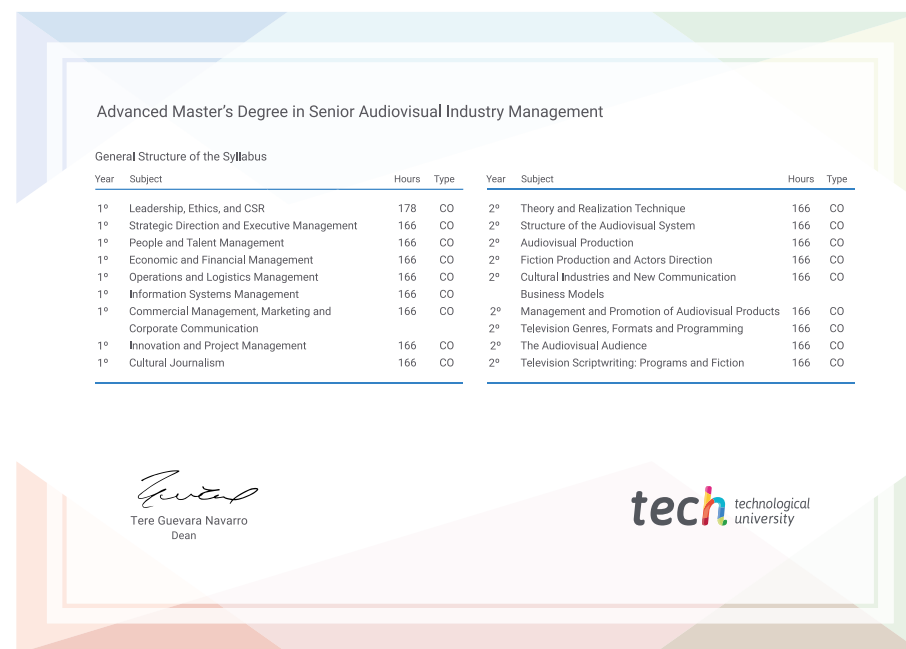 Advanced Master's Degree in Senior Audiovisual Industry Management
General Structure of the Syllabus
Year Subject Hours Type
1º Leadership, Ethics, and CSR 178 CO
1º Strategic Direction and Executive Management 166 CO
1º People and Talent Management 166 CO
1º Economic and Financial Management 166 CO
1º Operations and Logistics Management 166 CO
1º Information Systems Management 166 CO
1º Commercial Management, Marketing and 166 CO
Corporate Communication
1º Innovation and Project Management 166 CO
1º Cultural Journalism 166 CO
Year Subject Hours Type
2º Theory and Realization Technique 166 CO
2º Structure of the Audiovisual System 166 CO
2º Audiovisual Production 166 CO
2º Fiction Production and Actors Direction 166 CO
2º Cultural Industries and New Communication 166 CO
Business Models
2º Management and Promotion of Audiovisual Products 166 CO
2º Television Genres, Formats and Programming 166 CO
2º The Audiovisual Audience 166 CO
2º Television Scriptwriting: Programs and Fiction 166 CO
Tere Guevara Navarro
Dean
tech technological
university